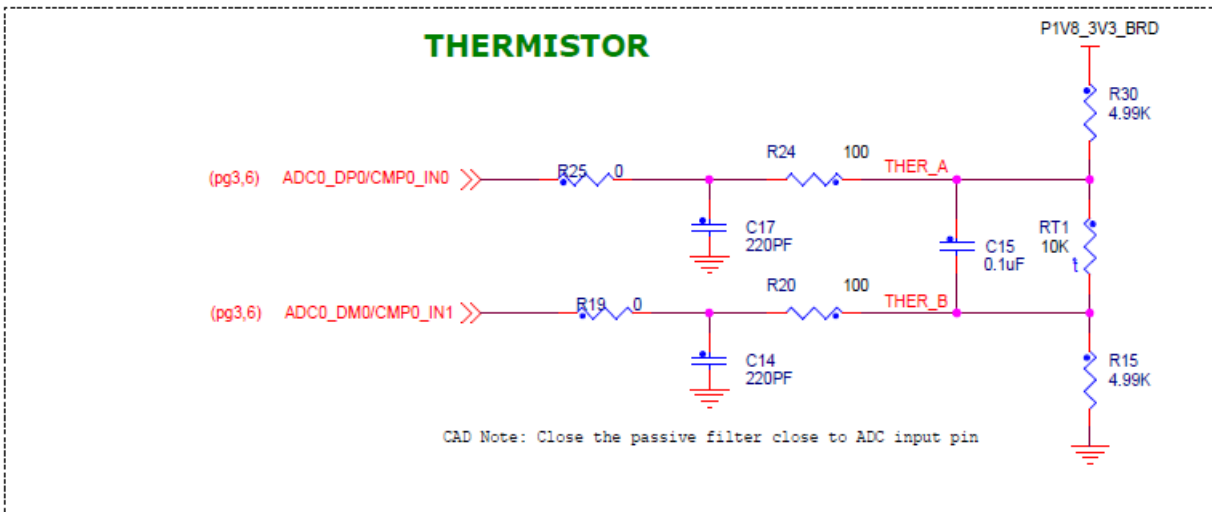 THERMISTOR
P1V8_3V3_BRD
R30
4.99K
(pg3,6) ADC0_DP0/CMP0_IN0
R25 0
R24 100
THER_A
C17
220PF
C15
0.1uF
RT1
10K
t
(pg3,6) ADC0_DM0/CMP0_IN1
R19 0
R20 100
THER_B
C14
220PF
R15
4.99K
CAD Note: Close the passive filter close to ADC input pin